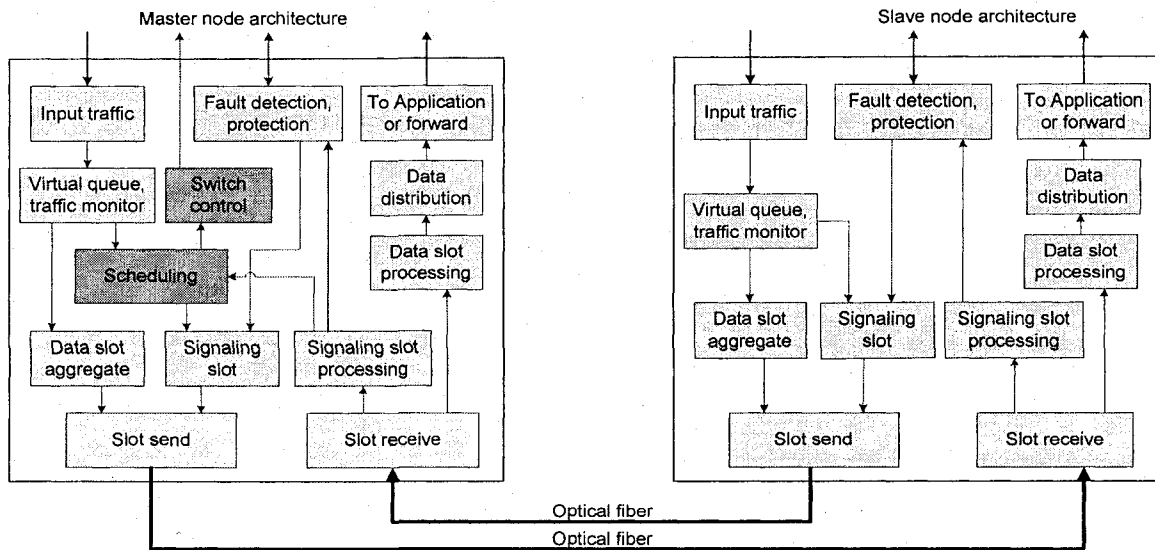 Master node architecture
Input traffic
Fault detection,
protection
To Application
or forward
Virtual queue,
traffic monitor
Switch
control
Data
distribution
Scheduling
Data slot
processing
Data slot
aggregate
Signaling
slot
Signaling slot
processing
Slot send
Slot receive
Slave node architecture
Input traffic
Fault detection,
protection
To Application
or forward
Data
distribution
Virtual queue,
traffic monitor
Data slot
processing
Data slot
aggregate
Signaling
slot
Signaling slot
processing
Slot send
Slot receive
Optical fiber
Optical fiber